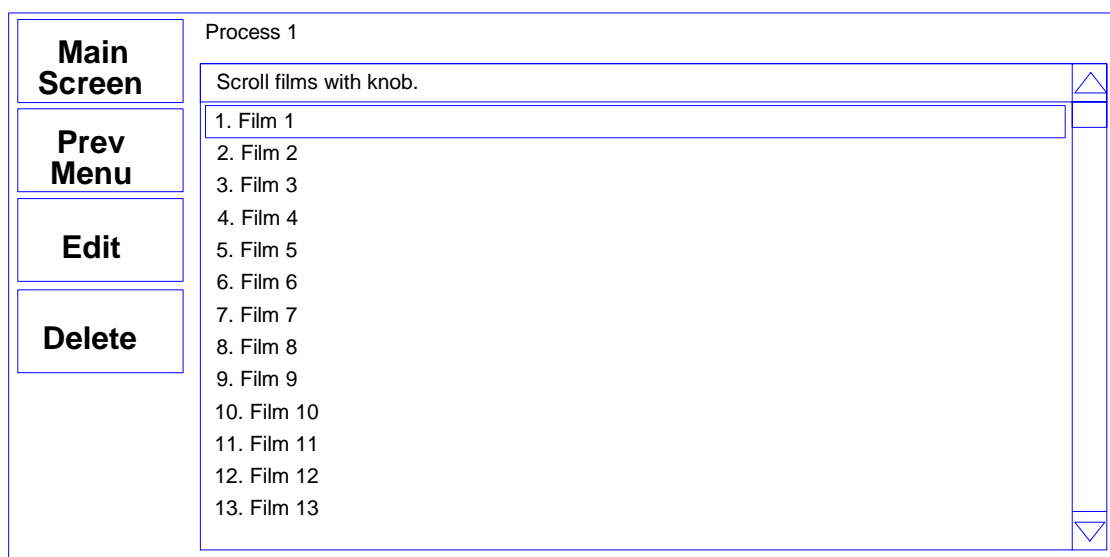 Main
Screen
Prev
Menu
Edit
Delete
Process 1
Scroll films with knob.
1. Film 1
2. Film 2
3. Film 3
4. Film 4
5. Film 5
6. Film 6
7. Film 7
8. Film 8
9. Film 9
10. Film 10
11. Film 11
12. Film 12
13. Film 13